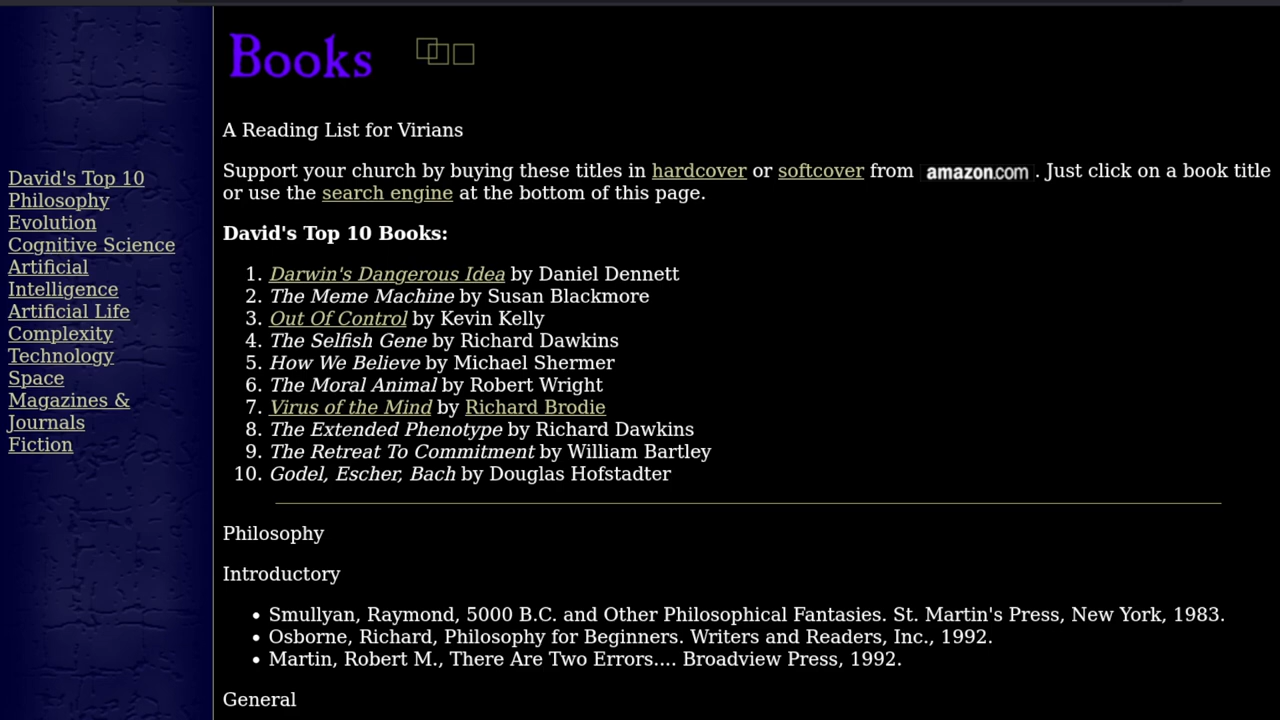 Books
David's Top 10
Philosophy
Evolution
Cognitive Science
Artificial
Intelligence
Artificial Life
Complexity
Technology
Space
Magazines &
Journals
Fiction
A Reading List for Virians
Support your church by buying these titles in hardcover or softcover from amazon.com. Just click on a book title
or use the search engine at the bottom of this page.
David's Top 10 Books:
1. Darwin's Dangerous Idea by Daniel Dennett
2. The Meme Machine by Susan Blackmore
3. Out Of Control by Kevin Kelly
4. The Selfish Gene by Richard Dawkins
5. How We Believe by Michael Shermer
6. The Moral Animal by Robert Wright
7. Virus of the Mind by Richard Brodie
8. The Extended Phenotype by Richard Dawkins
9. The Retreat To Commitment by William Bartley
10. Godel, Escher, Bach by Douglas Hofstadter
Philosophy
Introductory
• Smullyan, Raymond, 5000 B.C. and Other Philosophical Fantasies. St. Martin's Press, New York, 1983.
• Osborne, Richard, Philosophy for Beginners. Writers and Readers, Inc., 1992.
• Martin, Robert M., There Are Two Errors.... Broadview Press, 1992.
General